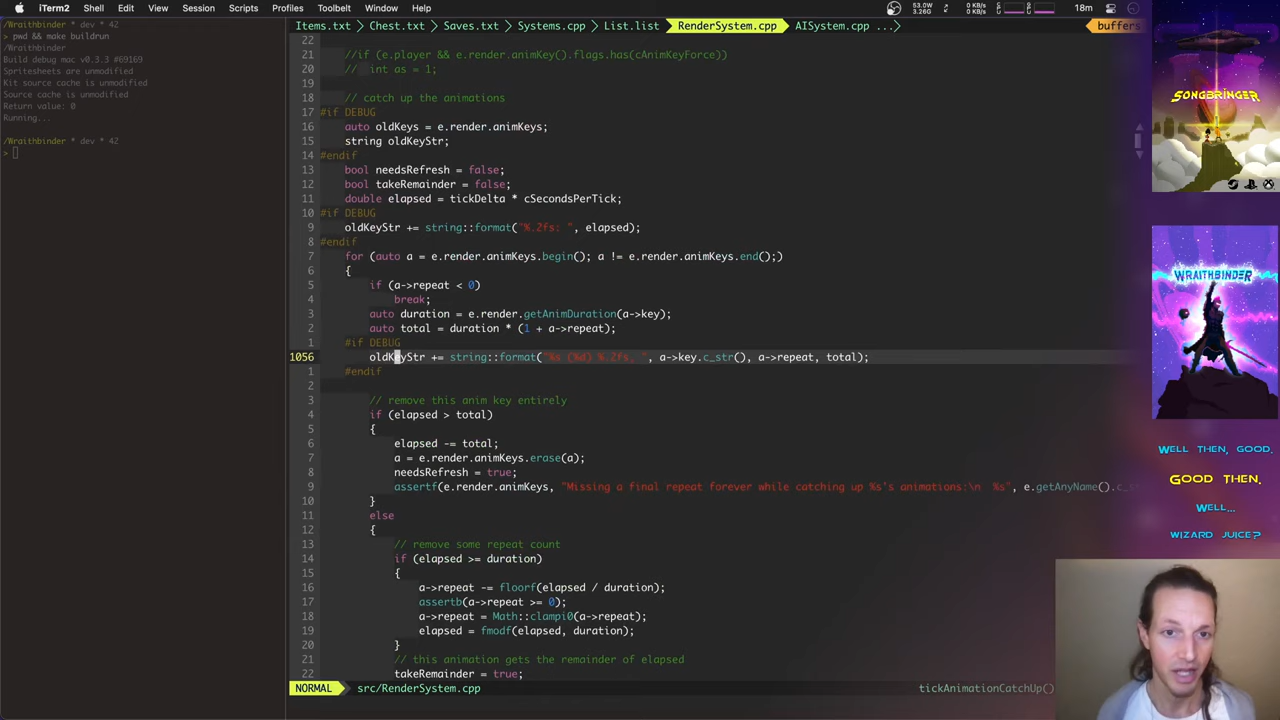 iTerm2 Shell Edit View Session Scripts Profiles Toolbelt Window Help
53.0W
3.26G
0 KB/s
0 KB/s
18m
/Wraithbinder * dev * 42
> pwd && make buildrun
/Wraithbinder
Build debug mac v0.3.3 #69169
Spritesheets are unmodified
Kit source cache is unmodified
Source cache is unmodified
Return value: 0
Running...
/Wraithbinder * dev * 42
>
Items.txt Chest.txt Saves.txt Systems.cpp List.list RenderSystem.cpp AISystem.cpp ... buffers
22
21 //if (e.player && e.render.animKey().flags.has(cAnimKeyForce))
20 // int as = 1;
19
18 // catch up the animations
17 #if DEBUG
16 auto oldKeys = e.render.animKeys;
15 string oldKeyStr;
14 #endif
13 bool needsRefresh = false;
12 bool takeRemainder = false;
11 double elapsed = tickDelta * cSecondsPerTick;
10 #if DEBUG
9 oldKeyStr += string::format("%.2fs: ", elapsed);
8 #endif
7 for (auto a = e.render.animKeys.begin(); a != e.render.animKeys.end();)
6 {
5 if (a->repeat < 0)
4 break;
3 auto duration = e.render.getAnimDuration(a->key);
2 auto total = duration * (1 + a->repeat);
1 #if DEBUG
1056 oldKeyStr += string::format("%s (%d) %.2fs, ", a->key.c_str(), a->repeat, total);
1 #endif
2
3 // remove this anim key entirely
4 if (elapsed > total)
5 {
6 elapsed -= total;
7 a = e.render.animKeys.erase(a);
8 needsRefresh = true;
9 assertf(e.render.animKeys, "Missing a final repeat forever while catching up %s's animations:\n %s", e.getAnyName().c_st
10 }
11 else
12 {
13 // remove some repeat count
14 if (elapsed >= duration)
15 {
16 a->repeat -= floorf(elapsed / duration);
17 assertb(a->repeat >= 0);
18 a->repeat = Math::clampi0(a->repeat);
19 elapsed = fmodf(elapsed, duration);
20 }
21 // this animation gets the remainder of elapsed
22 takeRemainder = true;
NORMAL src/RenderSystem.cpp tickAnimationCatchUp()
SONGBRINGER
WRAITHBINDER
WELL THEN, GOOD.
GOOD THEN.
WELL...
WIZARD JUICE?